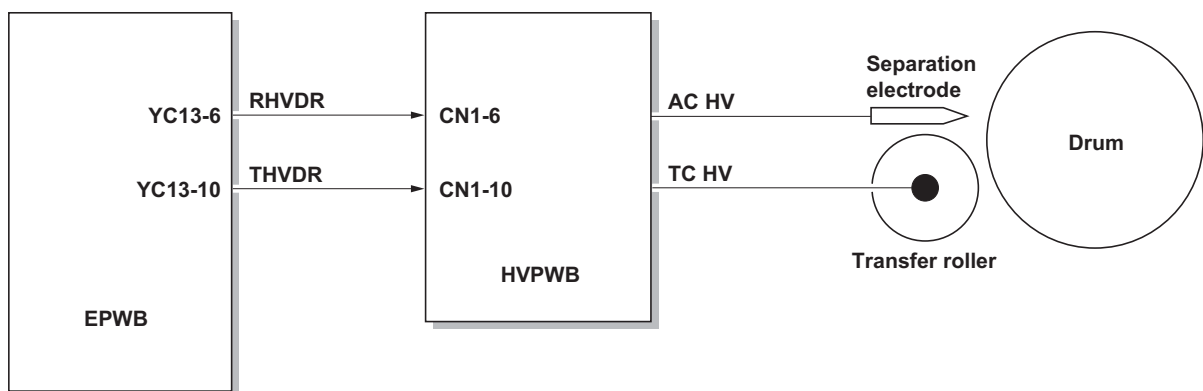 YC13-6
RHVDR
CN1-6
AC HV
Separation
electrode
Drum
YC13-10
THVDR
CN1-10
TC HV
Transfer roller
HVPWB
EPWB